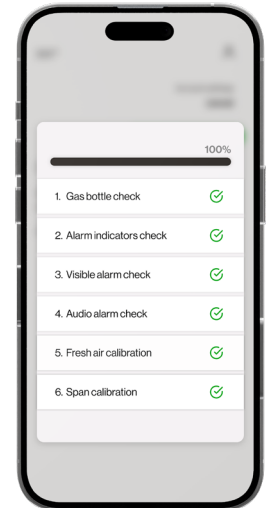 100%
1. Gas bottle check
2. Alarm indicators check
3. Visible alarm check
4. Audio alarm check
5. Fresh air calibration
6. Span calibration